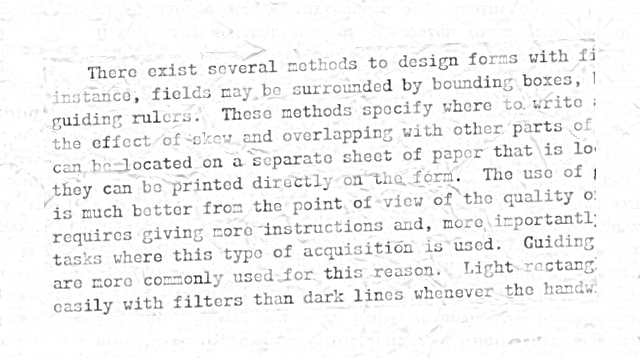 There exist several methods to design forms with fi
instance, fields may be surrounded by bounding boxes,
guiding rulers. These methods specify where to write
the effect of skew and overlapping with other parts of
can be located on a separate sheet of paper that is lo
they can be printed directly on the form. The use of
is much better from the point of view of the quality o
requires giving more instructions and, more importantly
tasks where this type of acquisition is used. Guiding
are more commonly used for this reason. Light rectang
easily with filters than dark lines whenever the handw